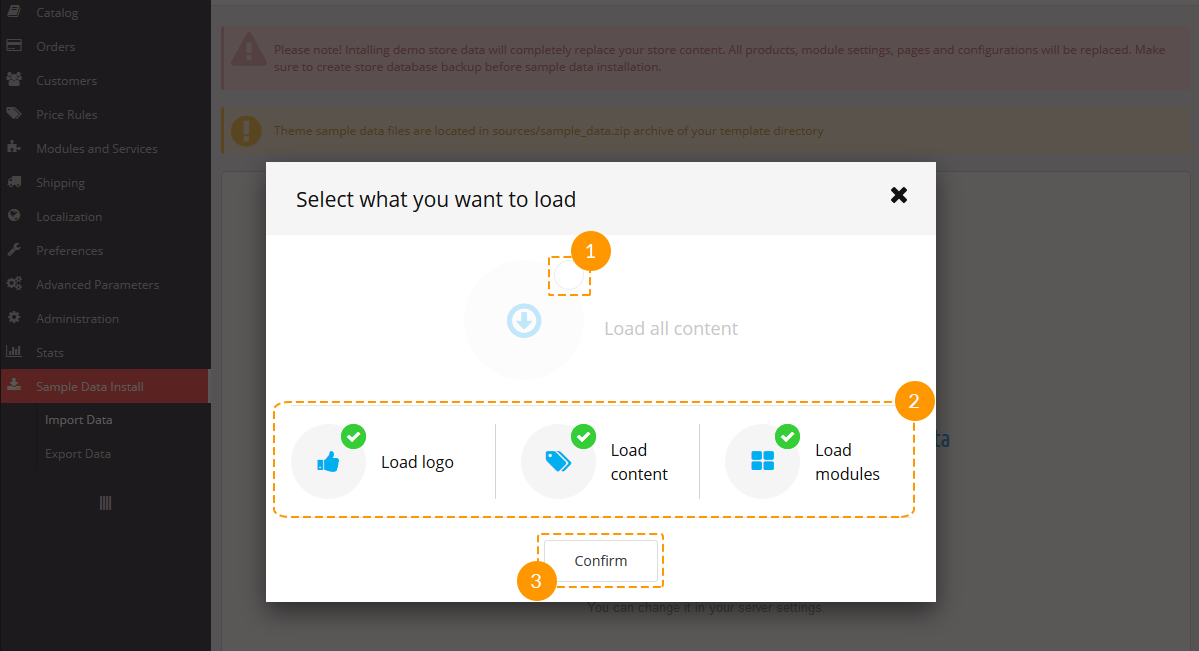 Catalog
Orders
Customers
Price Rules
Modules and Services
Shipping
Localization
Preferences
Advanced Parameters
Administration
Stats
Sample Data Install
Import Data
Export Data
Please note! Intalling demo store data will completely replace your store content. All products, module settings, pages and configurations will be replaced. Make
sure to create store database backup before sample data installation.
Theme sample data files are located in sources/sample_data.zip archive of your template directory
Select what you want to load
1
Load all content
2
Load logo
Load
content
Load
modules
ta
Confirm
3
You can change it in your server settings.